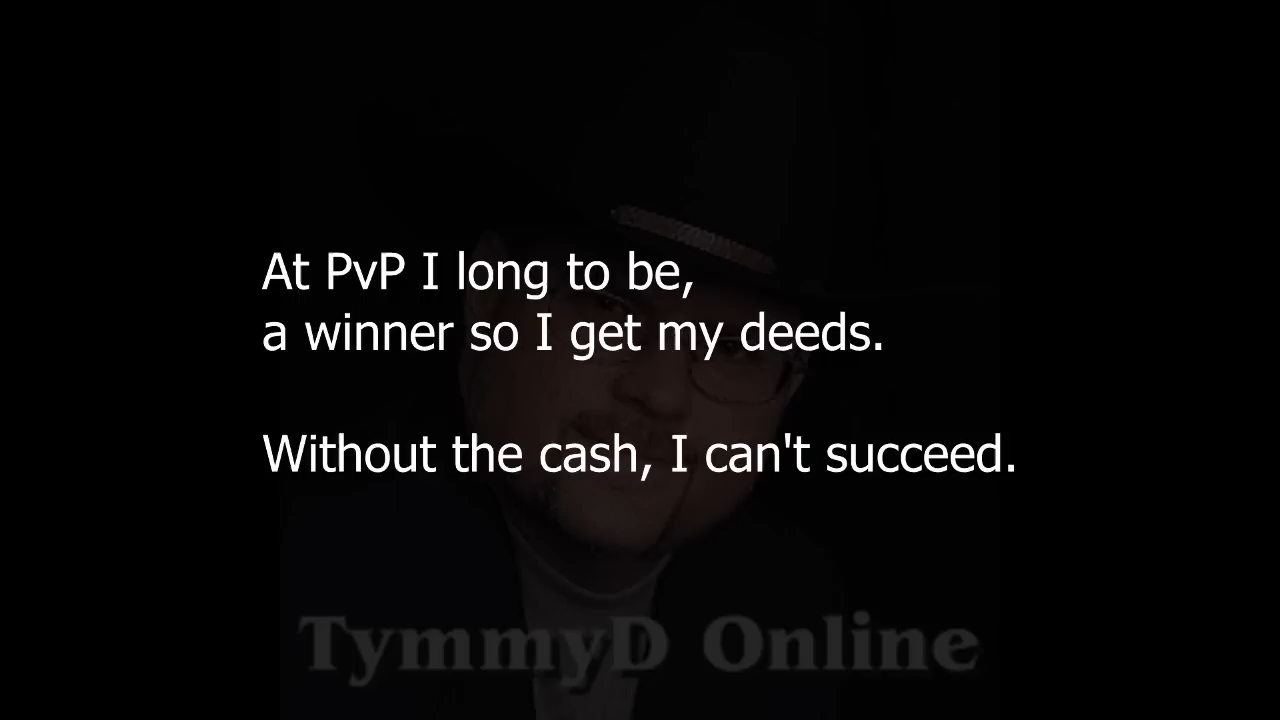 At PvP I long to be,
a winner so I get my deeds.
Without the cash, I can't succeed.
TymmyD Online